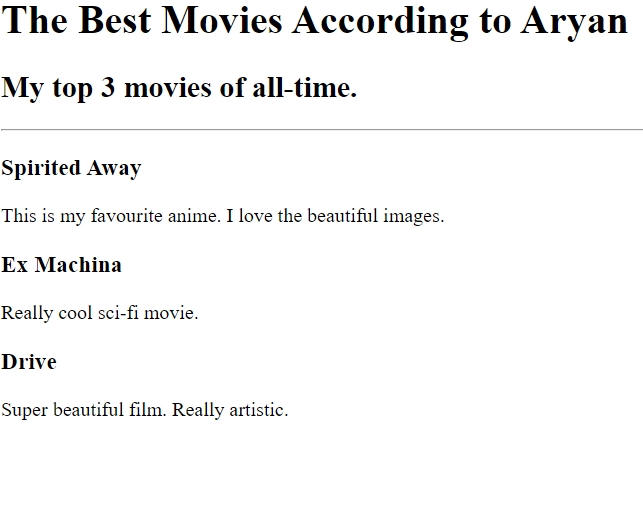 The Best Movies According to Aryan
My top 3 movies of all-time.
Spirited Away
This is my favourite anime. I love the beautiful images.
Ex Machina
Really cool sci-fi movie.
Drive
Super beautiful film. Really artistic.